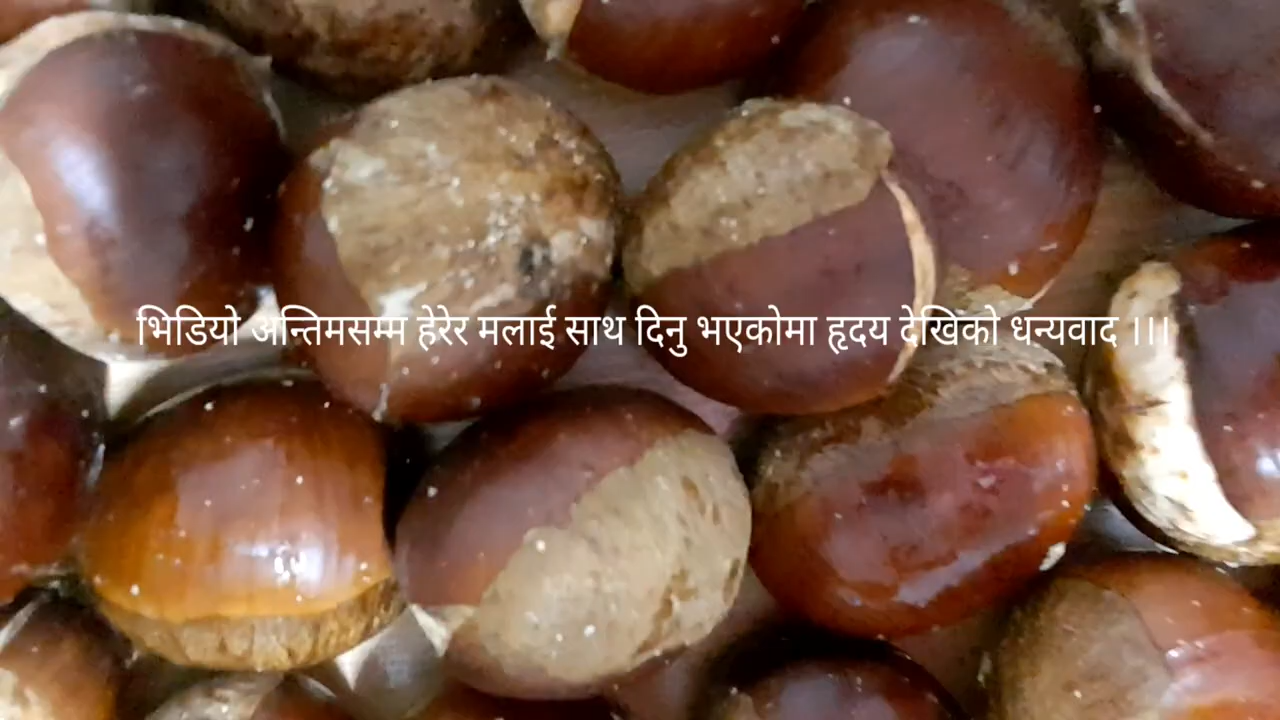 भिडियो अन्तिमसम्म हेरेर मलाई साथ दिनु भएकोमा हृदय देखिको धन्यवाद ।।।